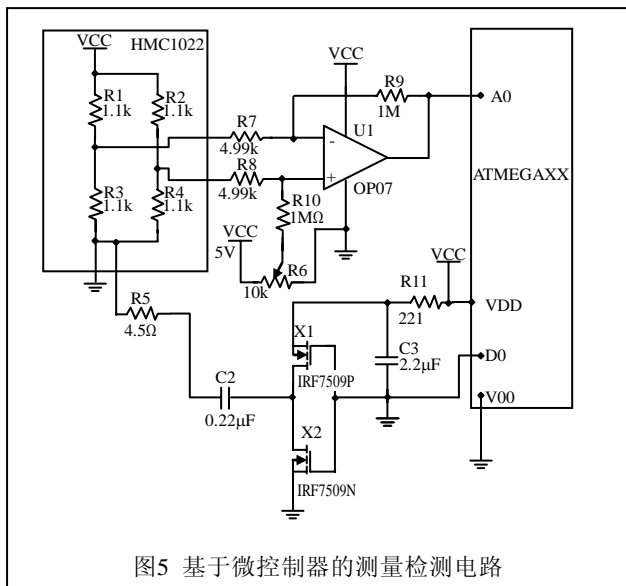 HMC1022
VCC
R1
1.1k
R2
1.1k
R3
1.1k
R4
1.1k
R7
4.99k
R8
4.99k
VCC
U1
-
+
OP07
R9
1M
R10
1MΩ
VCC
5V
R6
10k
A0
ATMEGAXX
VCC
R11
221
VDD
D0
V00
R5
4.5Ω
C2
0.22μF
X1
IRF7509P
X2
IRF7509N
C3
2.2μF
图5 基于微控制器的测量检测电路